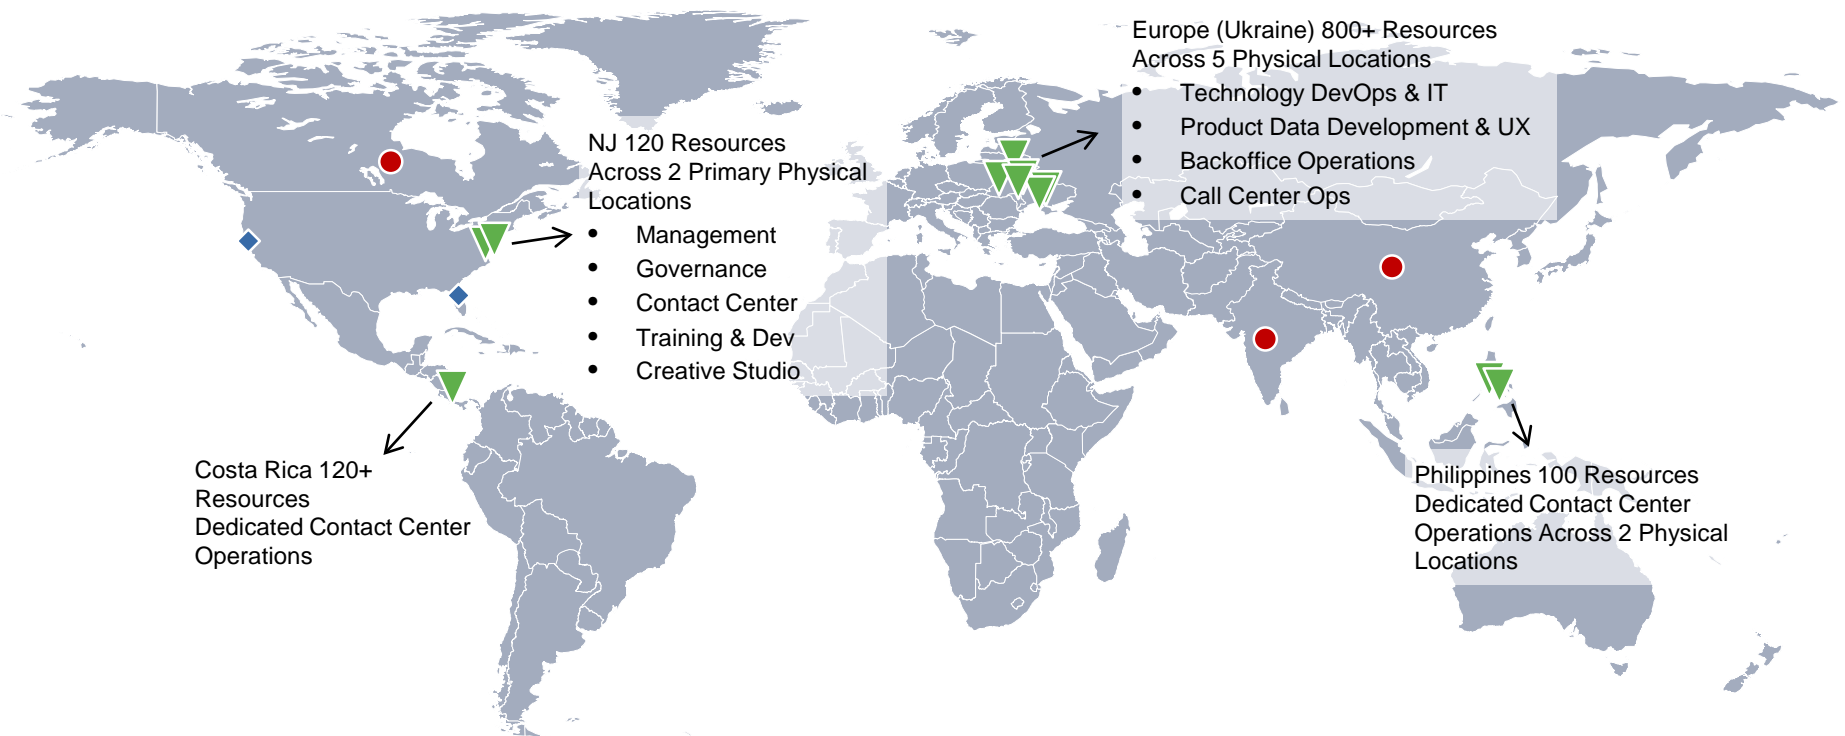 Europe (Ukraine) 800+ Resources
Across 5 Physical Locations
• Technology DevOps & IT
• Product Data Development & UX
• Backoffice Operations
• Call Center Ops
NJ 120 Resources
Across 2 Primary Physical
Locations
• Management
• Governance
• Contact Center
• Training & Dev
• Creative Studio
Costa Rica 120+
Resources
Dedicated Contact Center
Operations
Philippines 100 Resources
Dedicated Contact Center
Operations Across 2 Physical
Locations